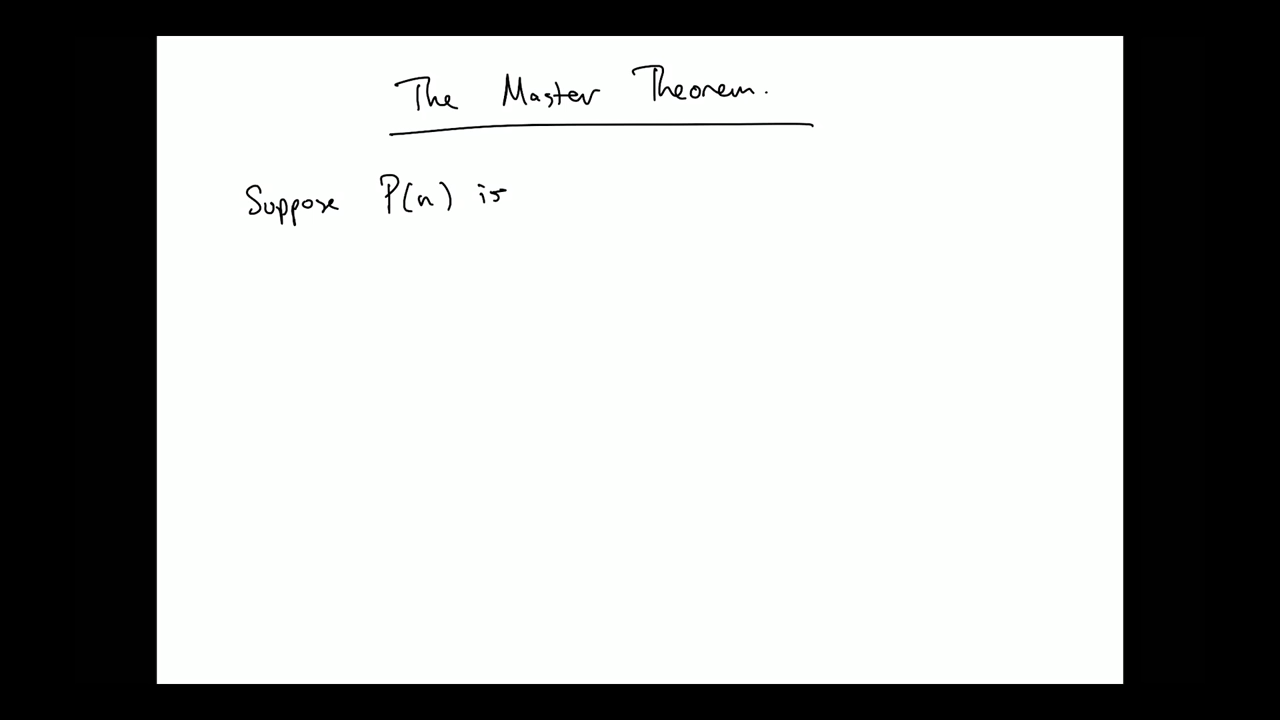 The Master Theorem.
Suppose P(n) is